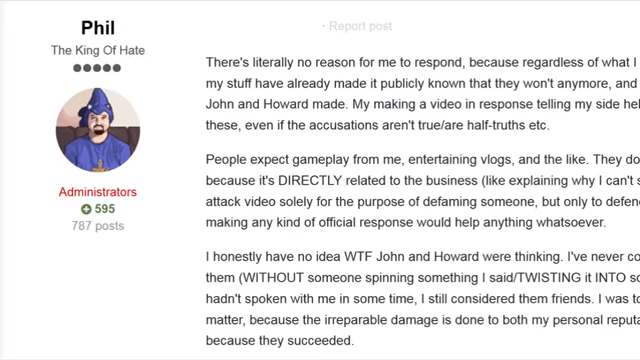 Phil
The King Of Hate
Administrators
595
787 posts
- Report post
There's literally no reason for me to respond, because regardless of what I
my stuff have already made it publicly known that they won't anymore, and
John and Howard made. My making a video in response telling my side hel
these, even if the accusations aren't true/are half-truths etc.
People expect gameplay from me, entertaining vlogs, and the like. They do
because it's DIRECTLY related to the business (like explaining why I can't s
attack video solely for the purpose of defaming someone, but only to defen
making any kind of official response would help anything whatsoever.
I honestly have no idea WTF John and Howard were thinking. I've never co
them (WITHOUT someone spinning something I said/TWISTING it INTO so
hadn't spoken with me in some time, I still considered them friends. I was to
matter, because the irreparable damage is done to both my personal reputa
because they succeeded.